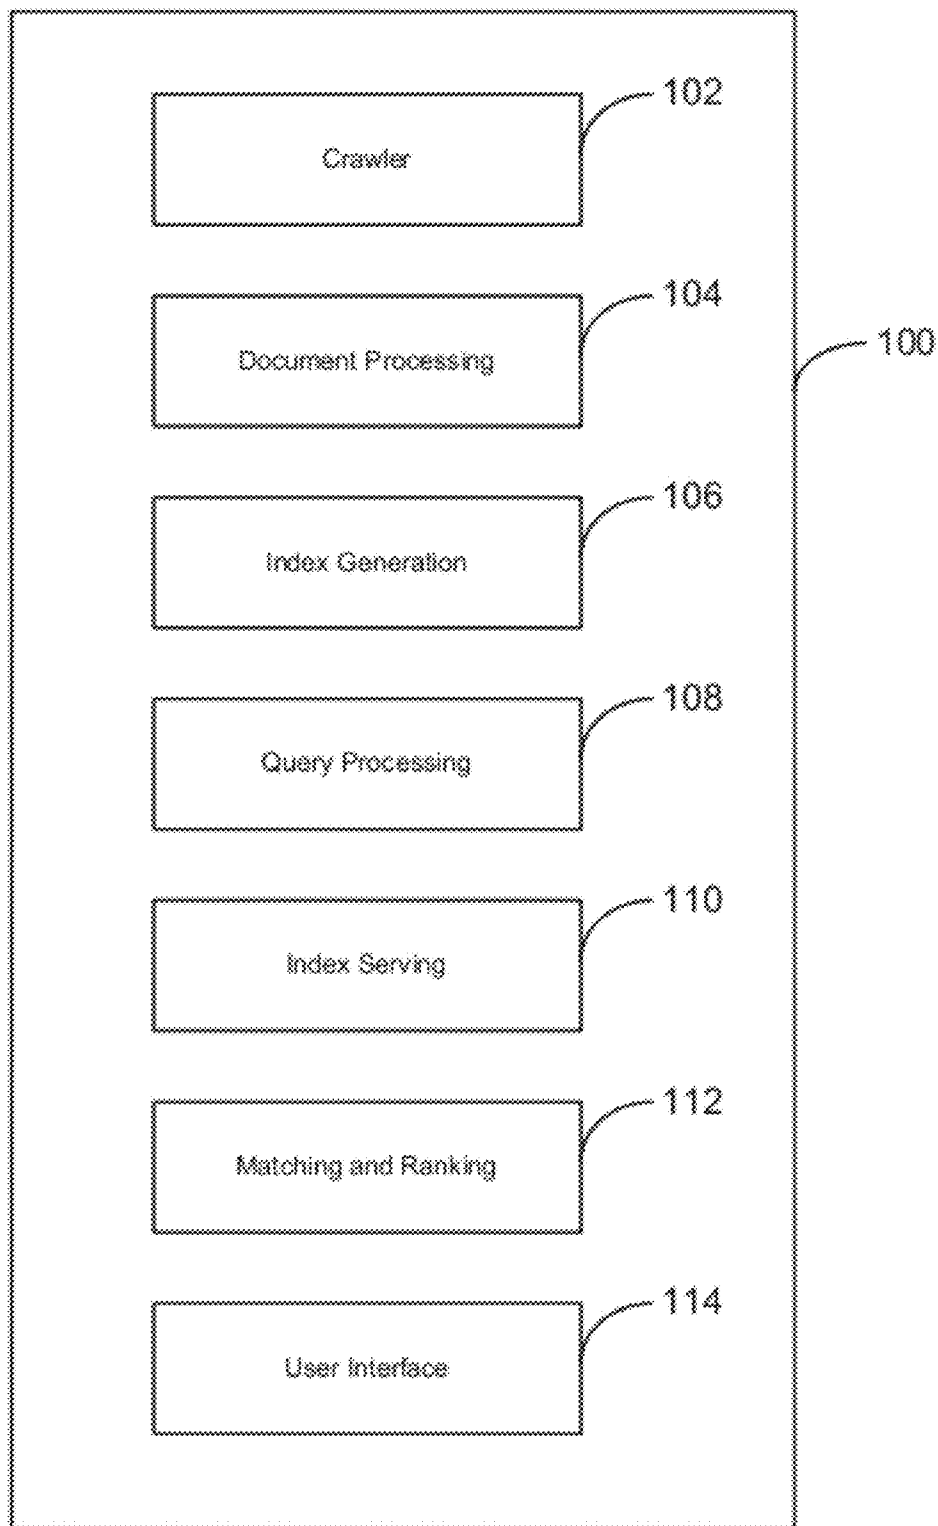 102
Crawler
104
Document Processing
100
106
Index Generation
108
Query Processing
110
Index Serving
112
Matching and Ranking
114
User Interface